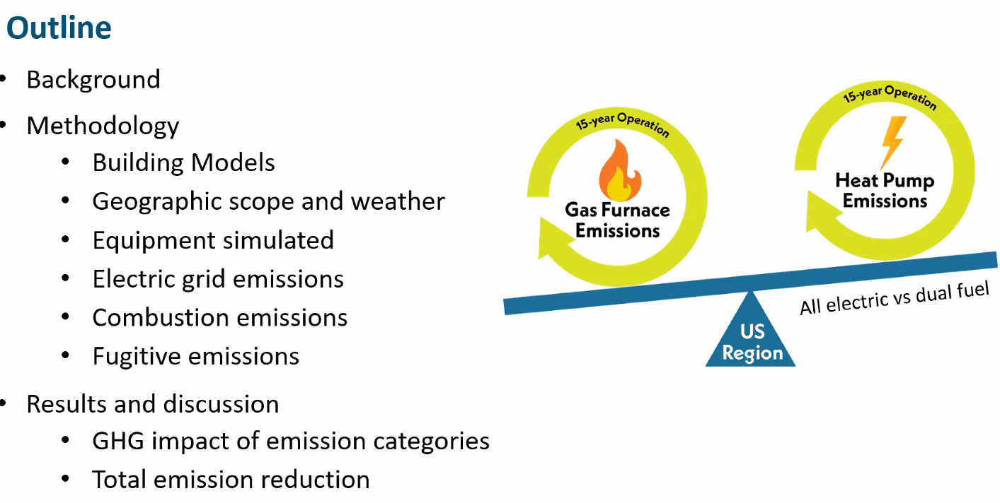 Outline
• Background
• Methodology
• Building Models
• Geographic scope and weather
• Equipment simulated
• Electric grid emissions
• Combustion emissions
• Fugitive emissions
• Results and discussion
• GHG impact of emission categories
• Total emission reduction
15-year Operation
Gas Furnace
Emissions
15-year Operation
Heat Pump
Emissions
All electric vs dual fuel
US
Region